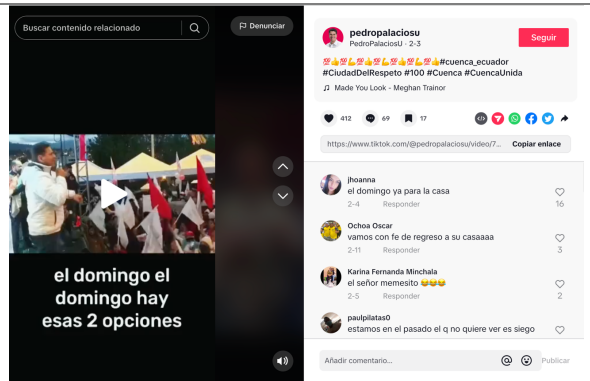 Buscar contenido relacionado
Denunciar
el domingo el
domingo hay
esas 2 opciones
pedropalaciosu
PedroPalaciosU · 2-3
Seguir
💯👍💯💪💯👍💯💪💯👍💯💪💯👍#cuenca_ecuador
#CiudadDelRespeto #100 #Cuenca #CuencaUnida
♫ Made You Look - Meghan Trainor
412
69
17
https://www.tiktok.com/@pedropalaciosu/video/7...
Copiar enlace
jhoanna
el domingo ya para la casa
2-4 Responder
16
Ochoa Oscar
vamos con fe de regreso a su casaaaa
2-11 Responder
3
Karina Fernanda Minchala
el señor memesito 😂😂😂
2-5 Responder
2
paulpilatas0
estamos en el pasado el q no quiere ver es siego
Añadir comentario...
Publicar